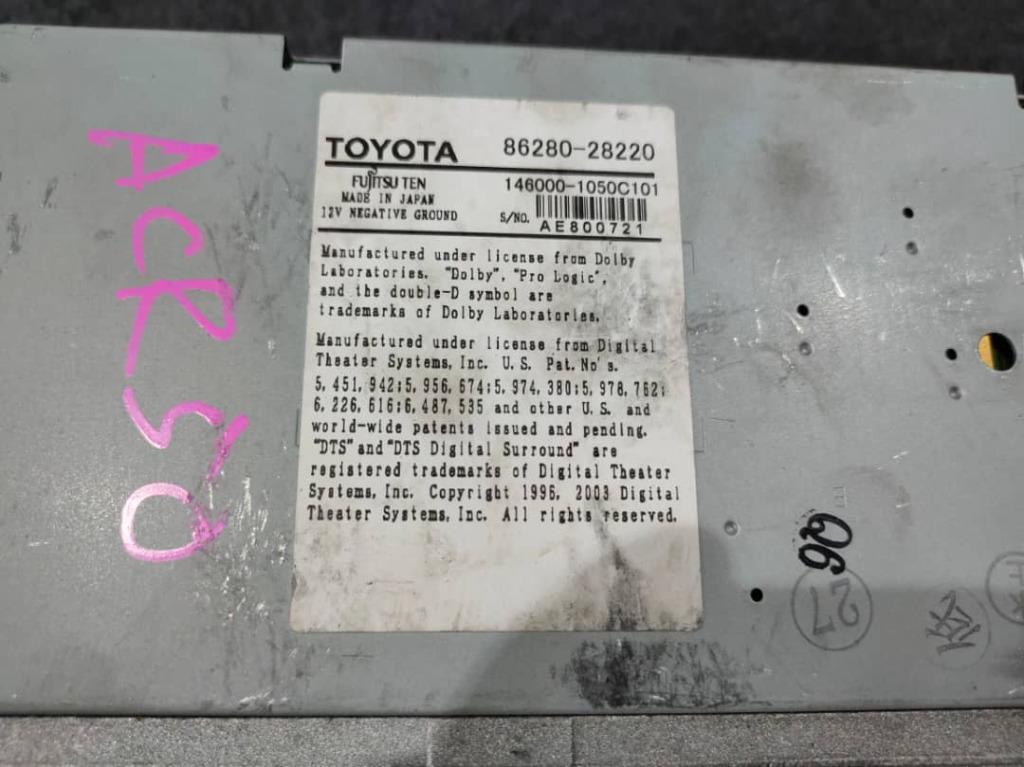 TOYOTA 86280-28220
FUJITSU TEN 146000-1050C101
MADE IN JAPAN
12V NEGATIVE GROUND S/NO. AE800721
Manufactured under license from Dolby
Laboratories. "Dolby", "Pro Logic",
and the double-D symbol are
trademarks of Dolby Laboratories.
Manufactured under license from Digital
Theater Systems, Inc. U.S. Pat. No's.
5,451,942;5,956,674;5,974,380;5,978,762;
6,226,616;6,487,535 and other U.S. and
world-wide patents issued and pending.
"DTS" and "DTS Digital Surround" are
registered trademarks of Digital Theater
Systems, Inc. Copyright 1996, 2003 Digital
Theater Systems, Inc. All rights reserved.
ACR50
27